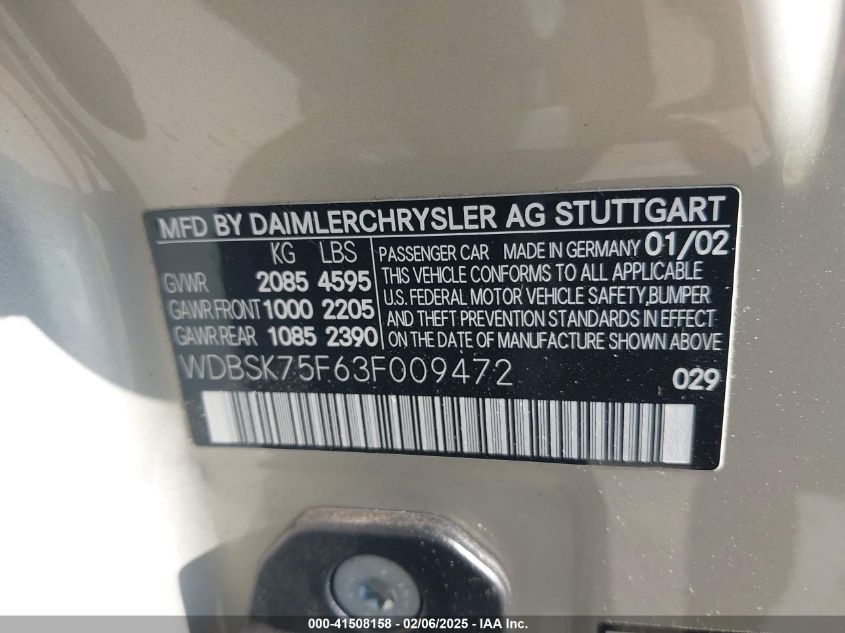 MFD BY DAIMLERCHRYSLER AG STUTTGART
KG LBS
GVWR 2085 4595
GAWR FRONT 1000 2205
GAWR REAR 1085 2390
PASSENGER CAR MADE IN GERMANY 01/02
THIS VEHICLE CONFORMS TO ALL APPLICABLE
U.S. FEDERAL MOTOR VEHICLE SAFETY, BUMPER
AND THEFT PREVENTION STANDARDS IN EFFECT
ON THE DATE OF MANUFACTURE SHOWN ABOVE
WDBSK75F63F009472
029
000-41508158 - 02/06/2025 - IAAI.com